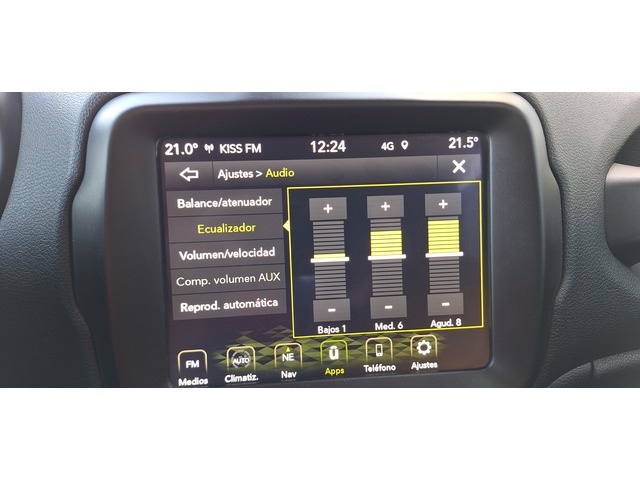 21.0° KISS FM 12:24 4G 21.5°
Ajustes > Audio
Balance/atenuador
Ecualizador
Volumen/velocidad
Comp. volumen AUX
Reprod. automática
+ + +
- - -
Bajos 1 Med. 6 Agud. 8
FM AUTO NE
Medios Climatiz. Nav Apps Teléfono Ajustes